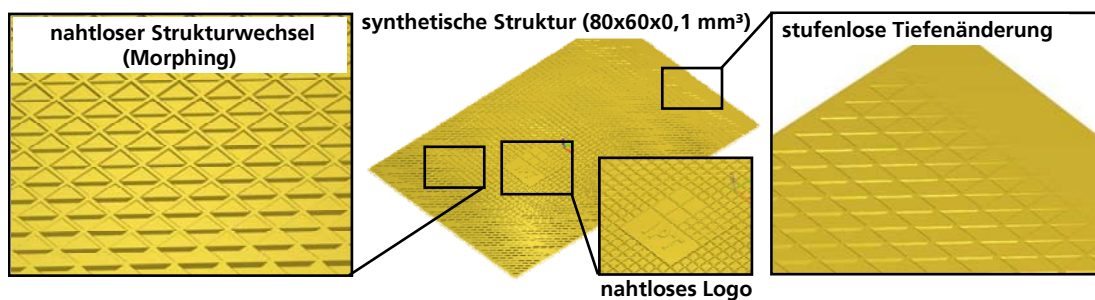 nahtloser Strukturwechsel
(Morphing)
synthetische Struktur (80x60x0,1 mm³)
stufenlose Tiefenänderung
nahtloses Logo